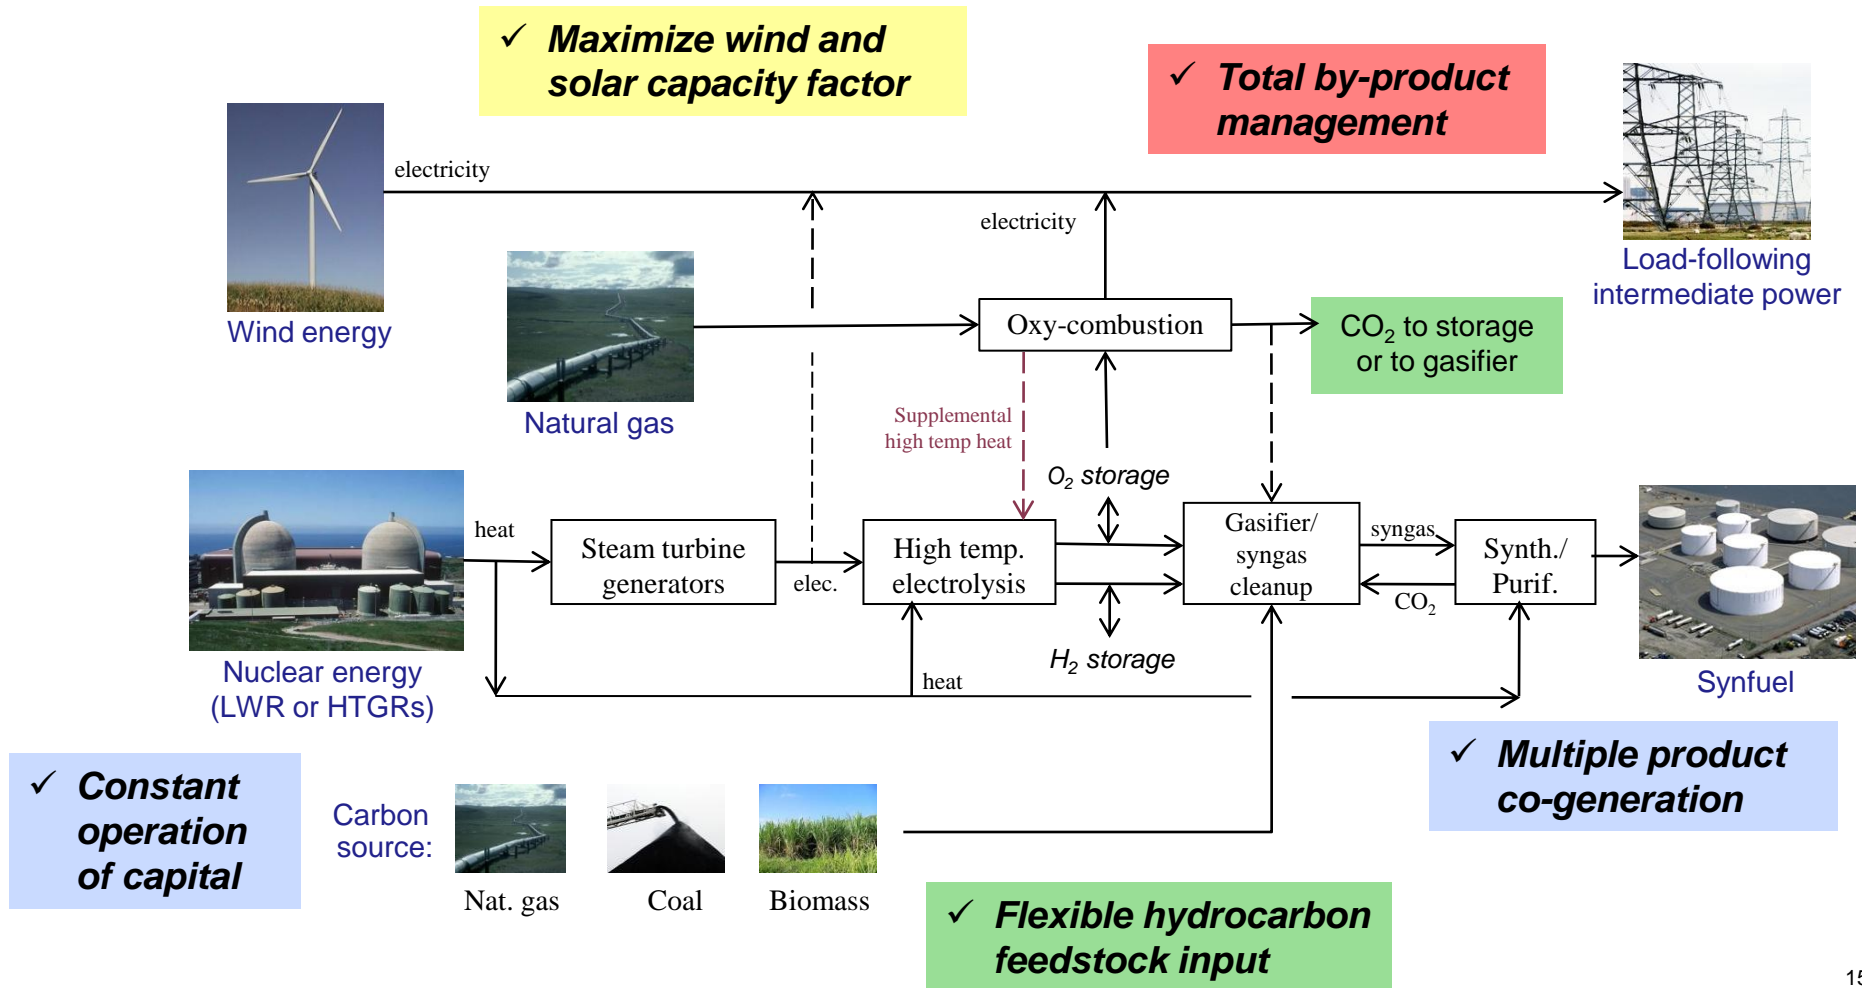 ✓ Maximize wind and
solar capacity factor
✓ Total by-product
management
electricity
electricity
Load-following
intermediate power
Wind energy
Oxy-combustion
CO₂ to storage
or to gasifier
Natural gas
Supplemental
high temp heat
O₂ storage
heat
Steam turbine
generators
elec.
High temp.
electrolysis
Gasifier/
syngas
cleanup
syngas
CO₂
Synth./
Purif.
H₂ storage
heat
Nuclear energy
(LWR or HTGRs)
Synfuel
✓ Constant
operation
of capital
✓ Multiple product
co-generation
Carbon
source:
Nat. gas
Coal
Biomass
✓ Flexible hydrocarbon
feedstock input
15